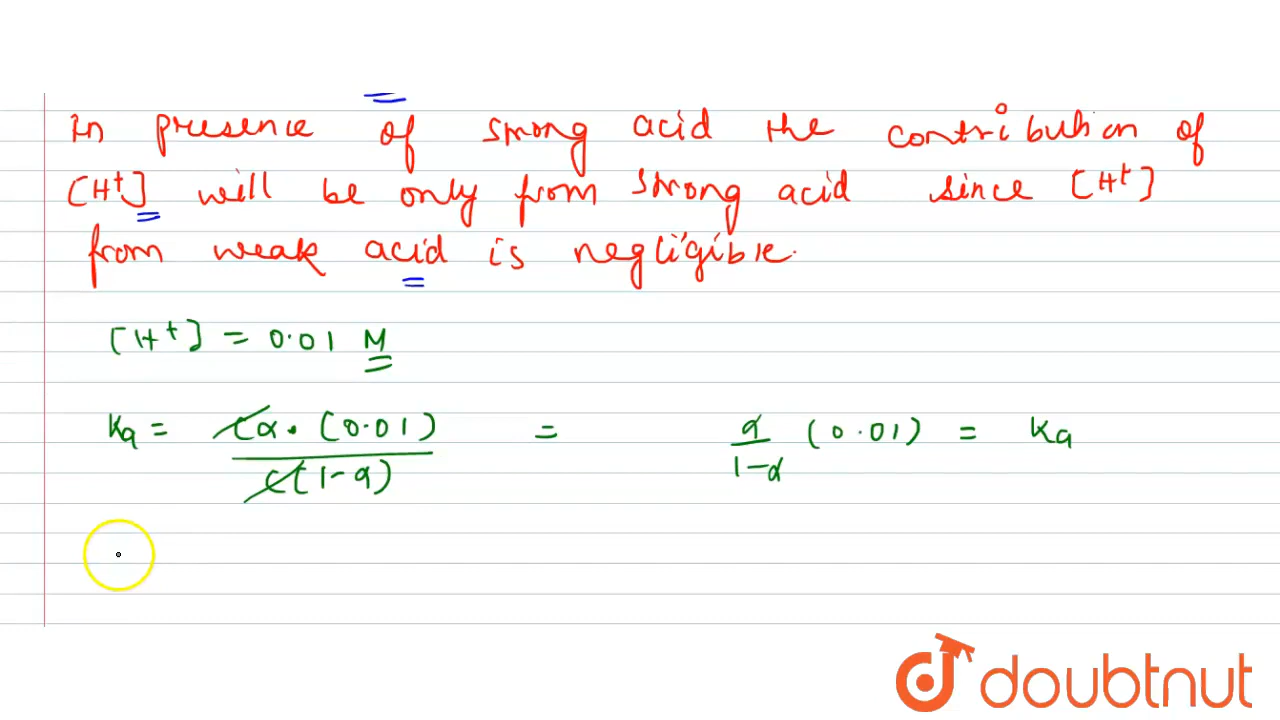 In presence of strong acid the contribution of
[H+] will be only from strong acid since [H+]
from weak acid is negligible.
[H+] = 0.01 M
Ka = Cα · (0.01) / C(1-α) = α/1-α (0.01) = Ka
doubtnut